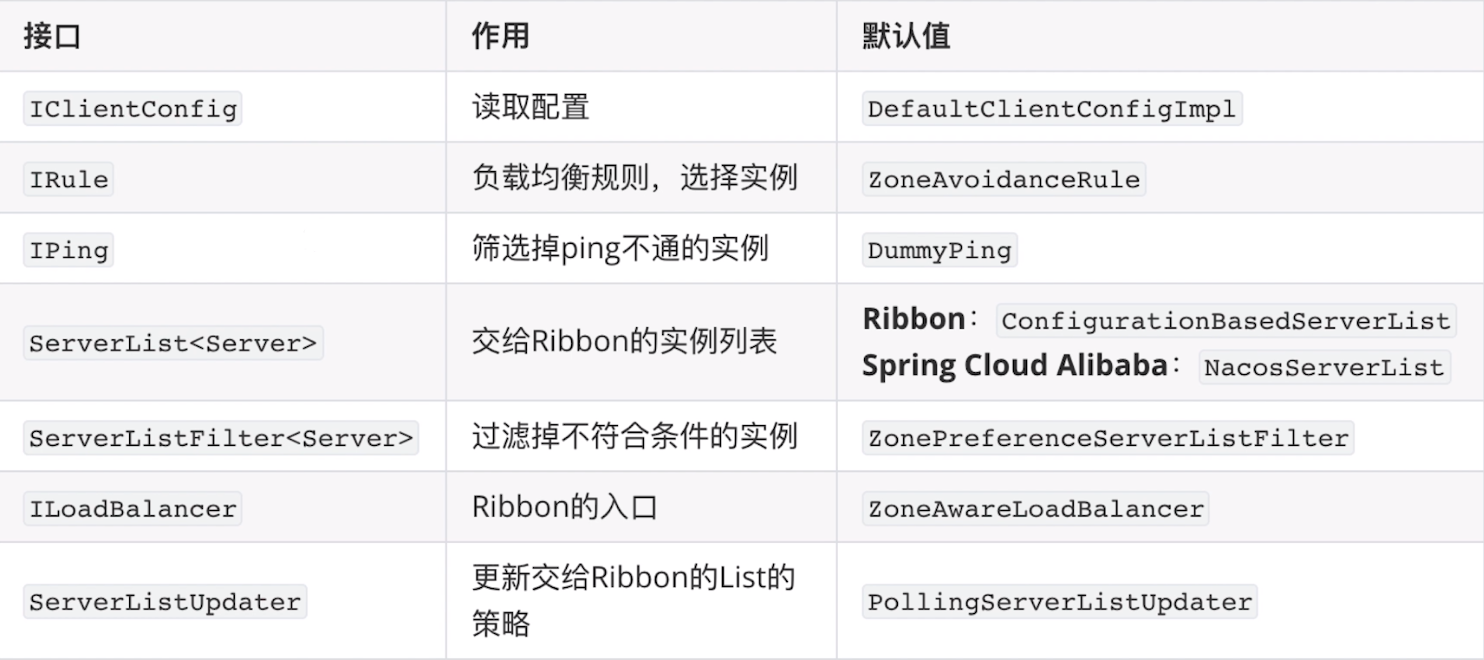 接口 作用 默认值
IClientConfig 读取配置 DefaultClientConfigImpl
IRule 负载均衡规则，选择实例 ZoneAvoidanceRule
IPing 筛选掉ping不通的实例 DummyPing
ServerList<Server> 交给Ribbon的实例列表 Ribbon： ConfigurationBasedServerList
Spring Cloud Alibaba： NacosServerList
ServerListFilter<Server> 过滤掉不符合条件的实例 ZonePreferenceServerListFilter
ILoadBalancer Ribbon的入口 ZoneAwareLoadBalancer
ServerListUpdater 更新交给Ribbon的List的 PollingServerListUpdater
策略